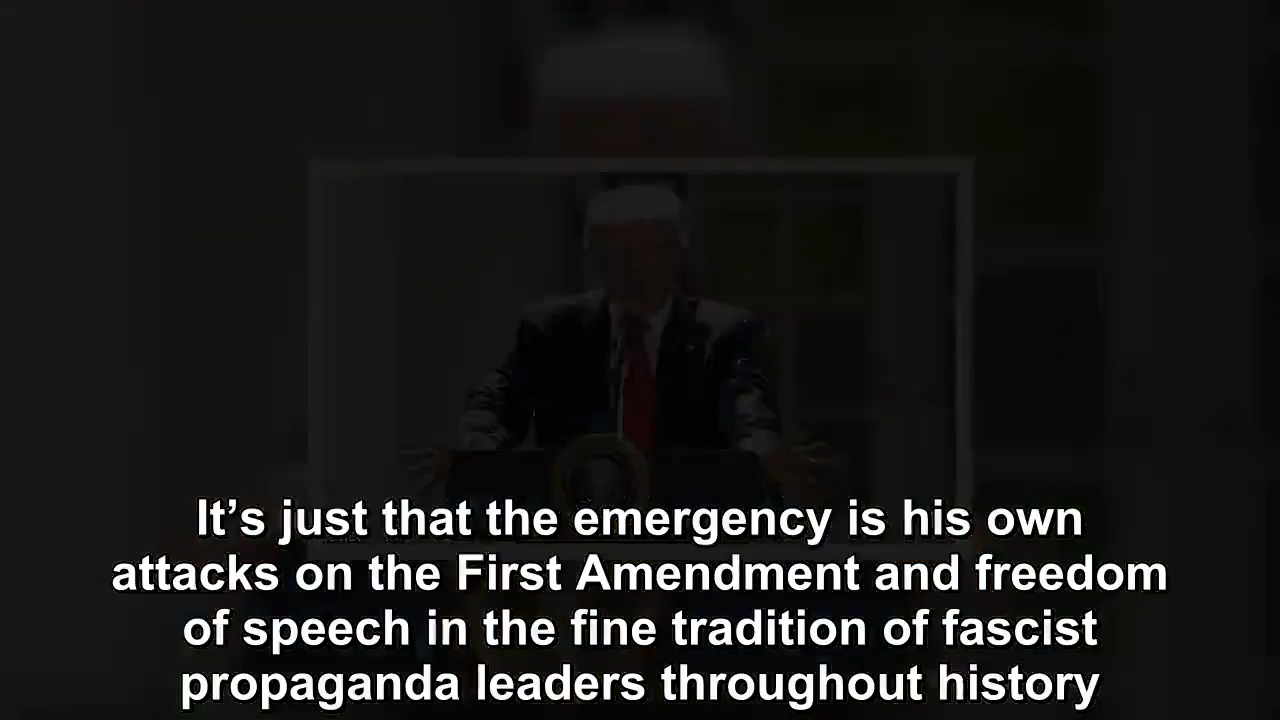 It’s just that the emergency is his own
attacks on the First Amendment and freedom
of speech in the fine tradition of fascist
propaganda leaders throughout history